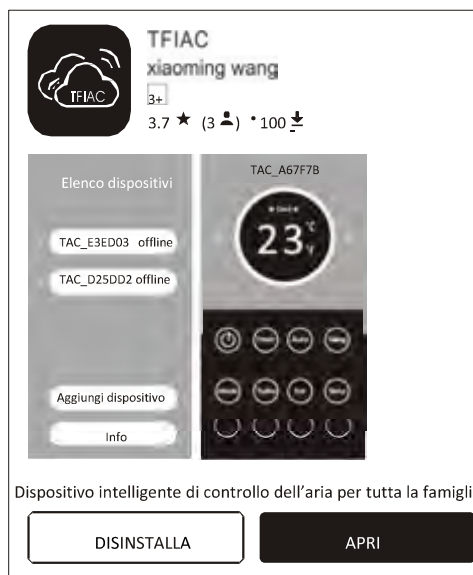 TFIAC
TFIAC
xiaoming wang
3+
3.7 ★ (3) • 100
Elenco dispositivi
TAC_E3ED03 offline
TAC_D25DD2 offline
Aggiungi dispositivo
Info
TAC_A67F7B
23 °C
°F
Dispositivo intelligente di controllo dell'aria per tutta la famigli
DISINSTALLA
APRI